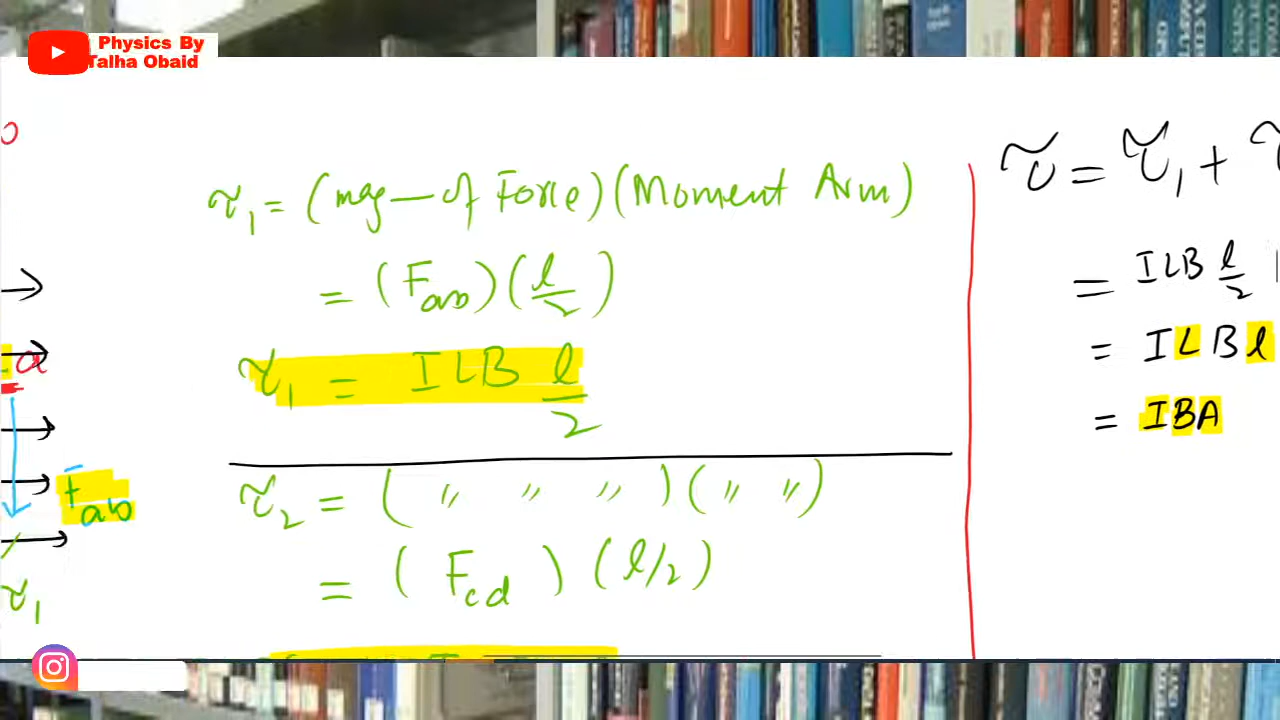 Physics By
Talha Obaid
τ₁ = (mag— of Force)(Moment Arm)
= (F_ab)(l/2)
τ₁ = ILB l/2
τ₂ = ( " " " )( " " )
= ( F_cd ) (l/2)
a
F_ab
τ₁
τ = τ₁ + τ
= ILB l/2
= ILBl
= IBA